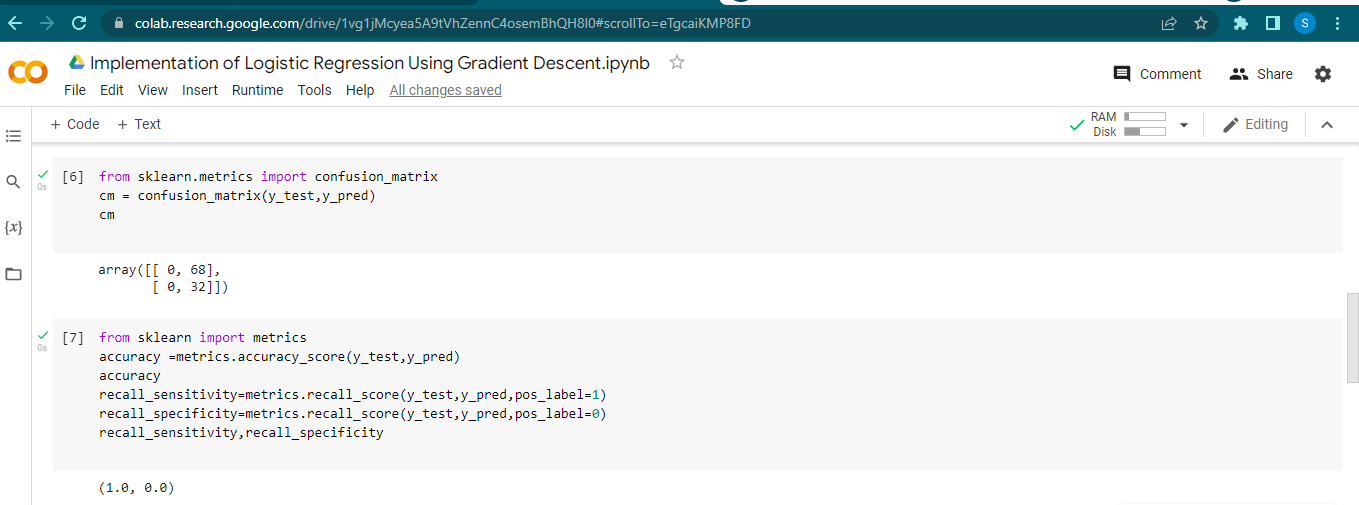 colab.research.google.com/drive/1vg1jMcyea5A9tVhZennC4osemBhQH8I0#scrollTo=eTgcaiKMP8FD
S
CO
Implementation of Logistic Regression Using Gradient Descent.ipynb
Comment
Share
File Edit View Insert Runtime Tools Help All changes saved
+ Code + Text
RAM
Disk
Editing
0s
[6] from sklearn.metrics import confusion_matrix
cm = confusion_matrix(y_test,y_pred)
cm
{x}
array([[ 0, 68],
[ 0, 32]])
0s
[7] from sklearn import metrics
accuracy =metrics.accuracy_score(y_test,y_pred)
accuracy
recall_sensitivity=metrics.recall_score(y_test,y_pred,pos_label=1)
recall_specificity=metrics.recall_score(y_test,y_pred,pos_label=0)
recall_sensitivity,recall_specificity
(1.0, 0.0)